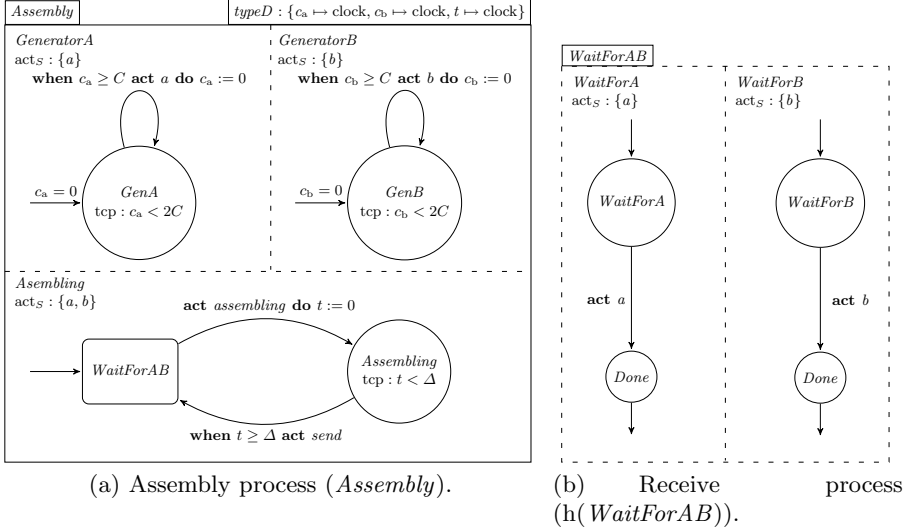 Assembly
typeD : {c_a ↦ clock, c_b ↦ clock, t ↦ clock}
GeneratorA
act_S : {a}
when c_a ≥ C act a do c_a := 0
c_a = 0
GenA
tcp : c_a < 2C
GeneratorB
act_S : {b}
when c_b ≥ C act b do c_b := 0
c_b = 0
GenB
tcp : c_b < 2C
Asembling
act_S : {a, b}
act assembling do t := 0
WaitForAB
Assembling
tcp : t < Δ
when t ≥ Δ act send
(a) Assembly process (Assembly).
WaitForAB
WaitForA
act_S : {a}
WaitForA
act a
Done
WaitForB
act_S : {b}
WaitForB
act b
Done
(b) Receive process
(h(WaitForAB)).